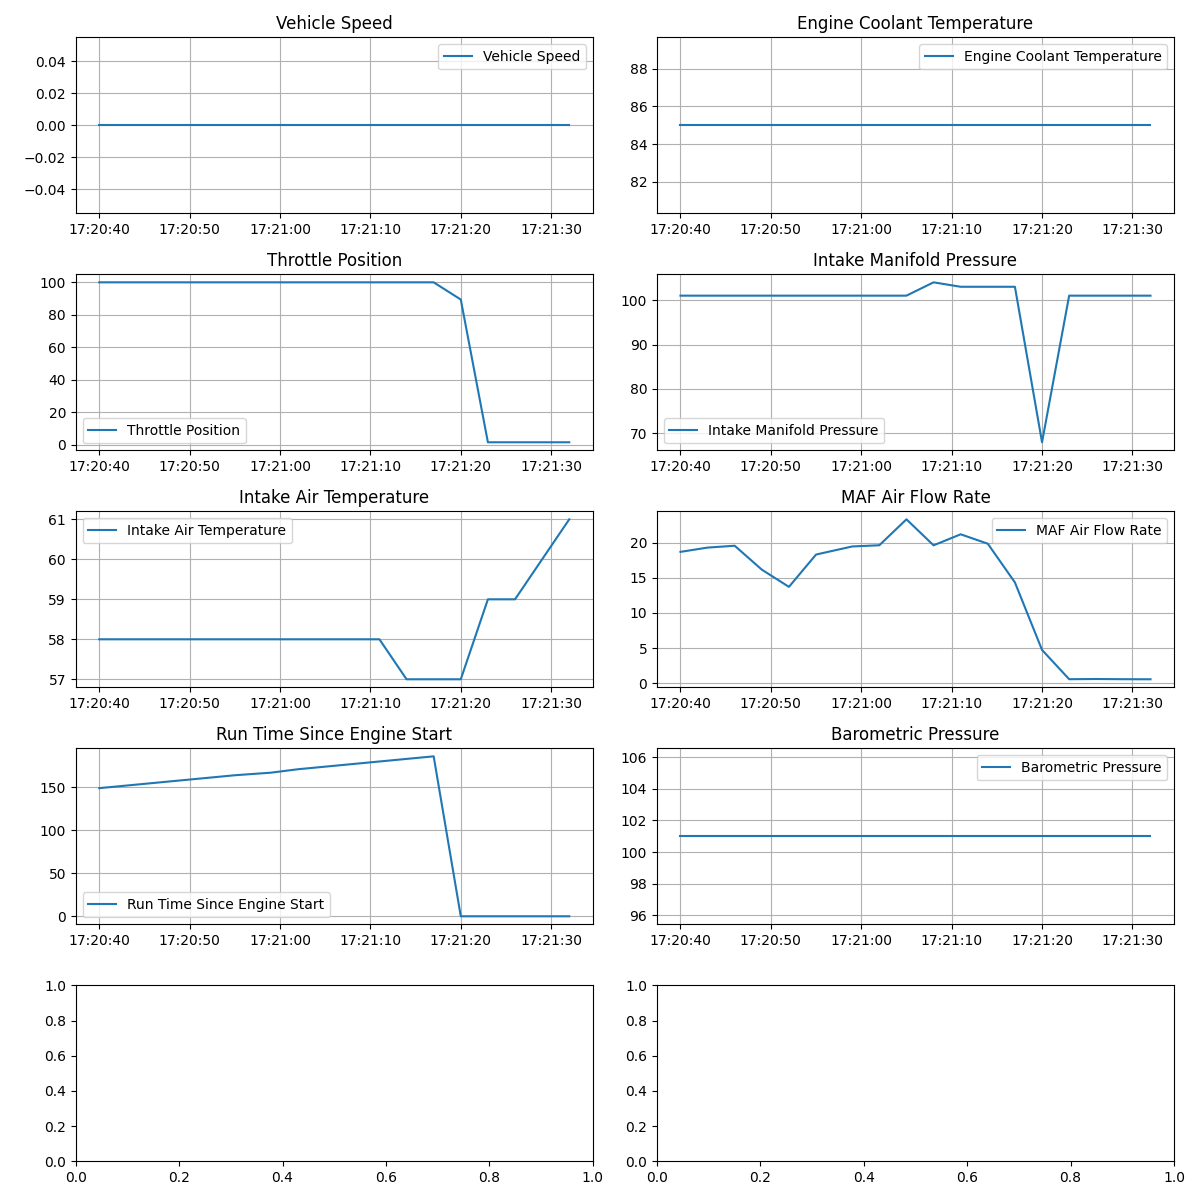 Vehicle Speed
Vehicle Speed
0.04
0.02
0.00
−0.02
−0.04
17:20:40 17:20:50 17:21:00 17:21:10 17:21:20 17:21:30
Engine Coolant Temperature
Engine Coolant Temperature
88
86
84
82
17:20:40 17:20:50 17:21:00 17:21:10 17:21:20 17:21:30
Throttle Position
100
80
60
40
20
0
Throttle Position
17:20:40 17:20:50 17:21:00 17:21:10 17:21:20 17:21:30
Intake Manifold Pressure
100
90
80
70
Intake Manifold Pressure
17:20:40 17:20:50 17:21:00 17:21:10 17:21:20 17:21:30
Intake Air Temperature
Intake Air Temperature
61
60
59
58
57
17:20:40 17:20:50 17:21:00 17:21:10 17:21:20 17:21:30
MAF Air Flow Rate
MAF Air Flow Rate
20
15
10
5
0
17:20:40 17:20:50 17:21:00 17:21:10 17:21:20 17:21:30
Run Time Since Engine Start
150
100
50
0
Run Time Since Engine Start
17:20:40 17:20:50 17:21:00 17:21:10 17:21:20 17:21:30
Barometric Pressure
Barometric Pressure
106
104
102
100
98
96
17:20:40 17:20:50 17:21:00 17:21:10 17:21:20 17:21:30
1.0
0.8
0.6
0.4
0.2
0.0
0.0 0.2 0.4 0.6 0.8 1.0
1.0
0.8
0.6
0.4
0.2
0.0
0.0 0.2 0.4 0.6 0.8 1.0